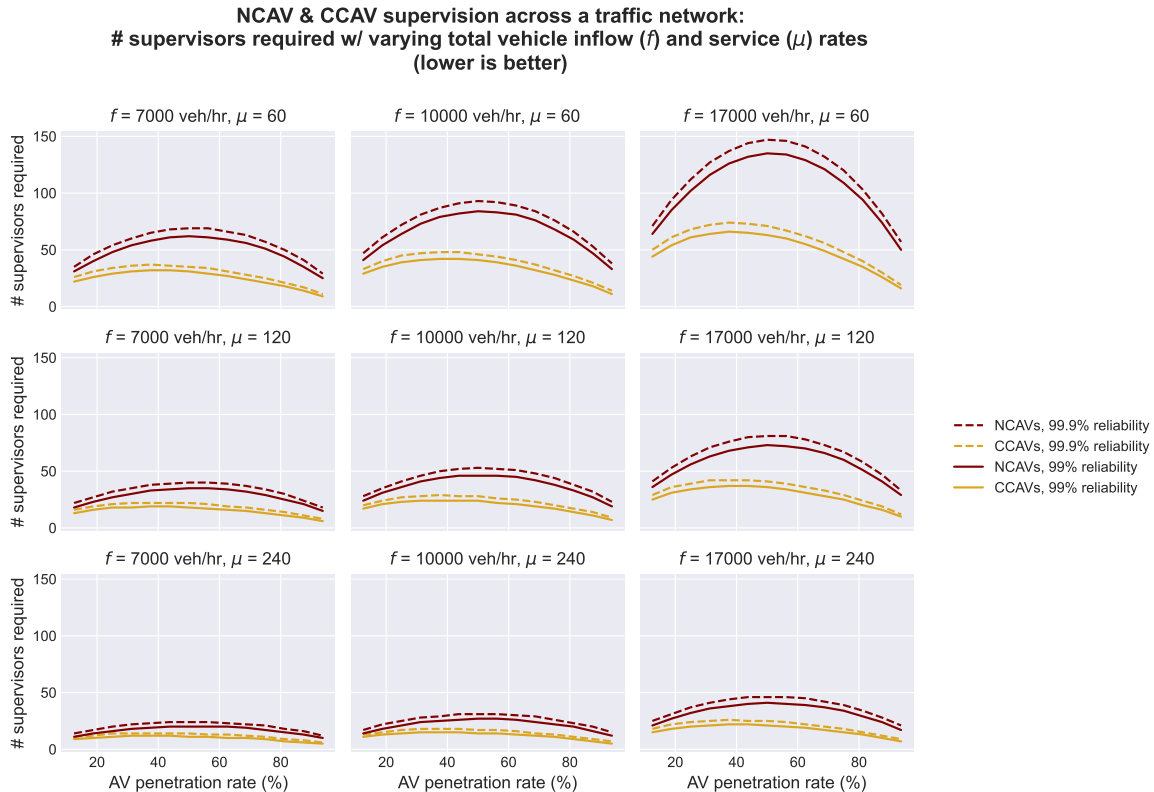 NCAV & CCAV supervision across a traffic network:
# supervisors required w/ varying total vehicle inflow (f) and service (μ) rates
(lower is better)
f = 7000 veh/hr, μ = 60
f = 10000 veh/hr, μ = 60
f = 17000 veh/hr, μ = 60
# supervisors required
150
100
50
0
f = 7000 veh/hr, μ = 120
f = 10000 veh/hr, μ = 120
f = 17000 veh/hr, μ = 120
# supervisors required
150
100
50
0
NCAVs, 99.9% reliability
CCAVs, 99.9% reliability
NCAVs, 99% reliability
CCAVs, 99% reliability
f = 7000 veh/hr, μ = 240
f = 10000 veh/hr, μ = 240
f = 17000 veh/hr, μ = 240
# supervisors required
150
100
50
0
20 40 60 80
20 40 60 80
20 40 60 80
AV penetration rate (%)
AV penetration rate (%)
AV penetration rate (%)